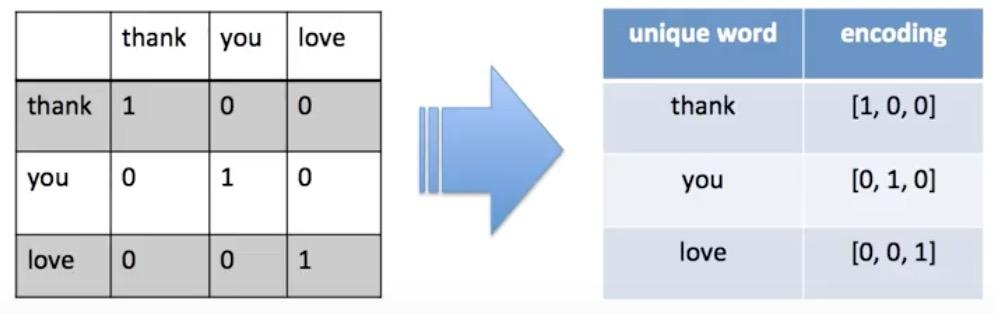 thank you love
thank 1 0 0
you 0 1 0
love 0 0 1
unique word encoding
thank [1, 0, 0]
you [0, 1, 0]
love [0, 0, 1]